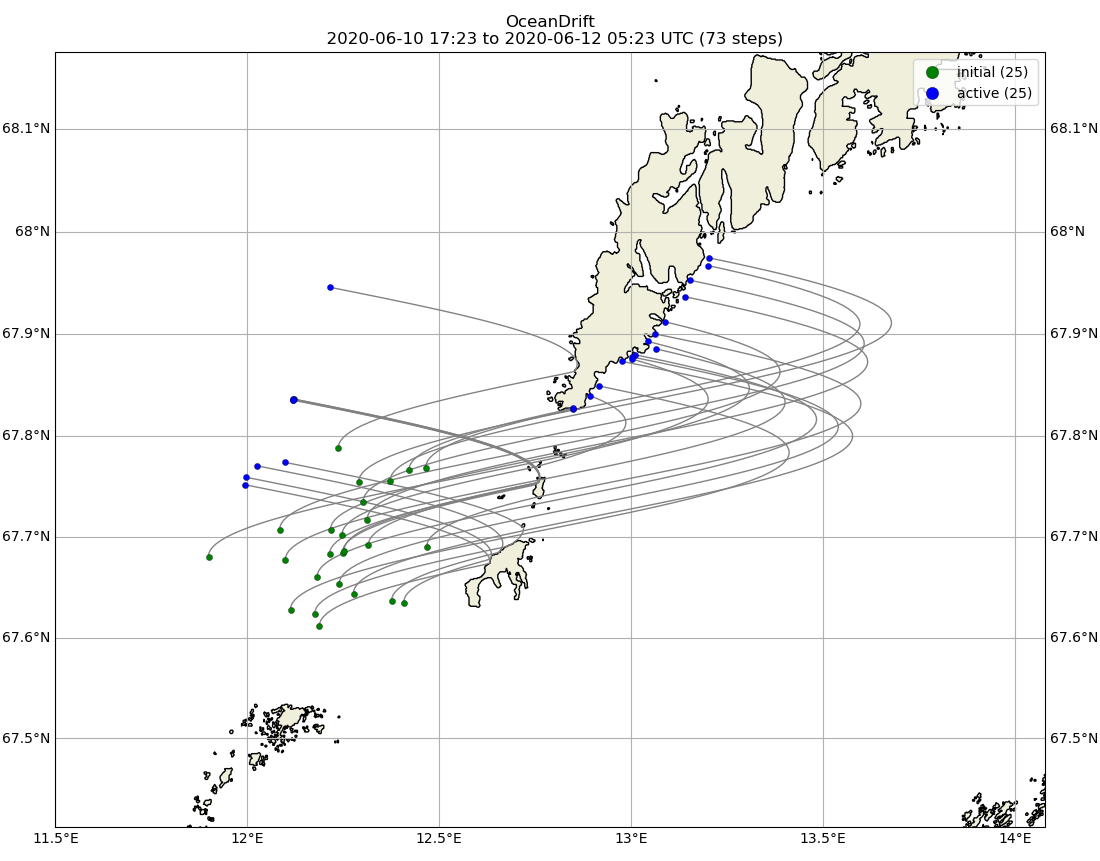 OceanDrift
2020-06-10 17:23 to 2020-06-12 05:23 UTC (73 steps)
initial (25)
active (25)
68.1°N 68.1°N
68°N 68°N
67.9°N 67.9°N
67.8°N 67.8°N
67.7°N 67.7°N
67.6°N 67.6°N
67.5°N 67.5°N
11.5°E 12°E 12.5°E 13°E 13.5°E 14°E